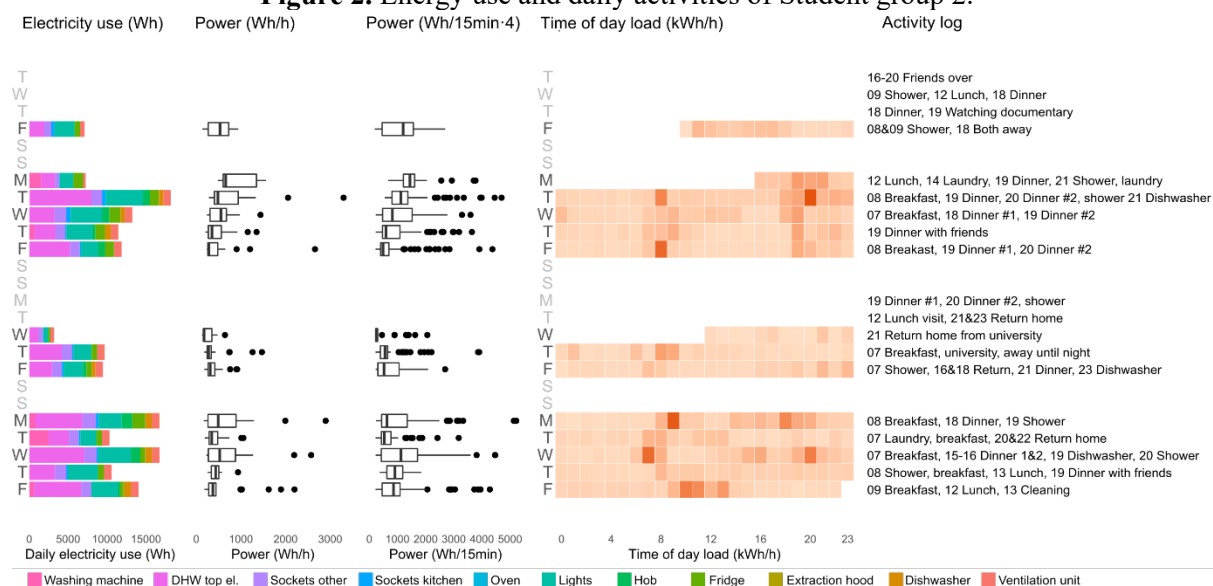 Figure 2. Energy use and daily activities of Student group 2.
Electricity use (Wh) Power (Wh/h) Power (Wh/15min·4) Time of day load (kWh/h) Activity log
T T 16-20 Friends over
W W 09 Shower, 12 Lunch, 18 Dinner
T T 18 Dinner, 19 Watching documentary
F F 08&09 Shower, 18 Both away
S S
S S
M M 12 Lunch, 14 Laundry, 19 Dinner, 21 Shower, laundry
T T 08 Breakfast, 19 Dinner, 20 Dinner #2, shower 21 Dishwasher
W W 07 Breakfast, 18 Dinner #1, 19 Dinner #2
T T 19 Dinner with friends
F F 08 Breakast, 19 Dinner #1, 20 Dinner #2
S S
S S
M M 19 Dinner #1, 20 Dinner #2, shower
T T 12 Lunch visit, 21&23 Return home
W W 21 Return home from university
T T 07 Breakfast, university, away until night
F F 07 Shower, 16&18 Return, 21 Dinner, 23 Dishwasher
S S
S S
M M 08 Breakfast, 18 Dinner, 19 Shower
T T 07 Laundry, breakfast, 20&22 Return home
W W 07 Breakfast, 15-16 Dinner 1&2, 19 Dishwasher, 20 Shower
T T 08 Shower, breakfast, 13 Lunch, 19 Dinner with friends
F F 09 Breakfast, 12 Lunch, 13 Cleaning
0 5000 10000 15000 0 1000 2000 3000 0 1000 2000 3000 4000 5000 0 4 8 12 16 20 23
Daily electricity use (Wh) Power (Wh/h) Power (Wh/15min) Time of day load (kWh/h)
Washing machine DHW top el. Sockets other Sockets kitchen Oven Lights Hob Fridge Extraction hood Dishwasher Ventilation unit